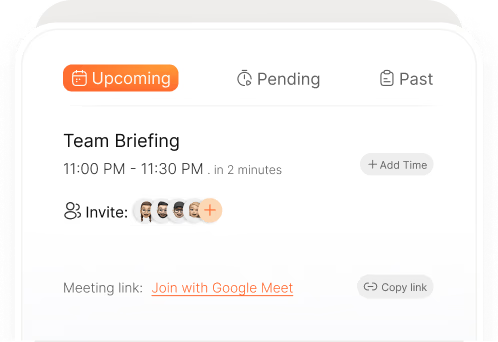 Upcoming Pending Past
Team Briefing
11:00 PM - 11:30 PM . in 2 minutes
+ Add Time
Invite: +
Meeting link: Join with Google Meet Copy link